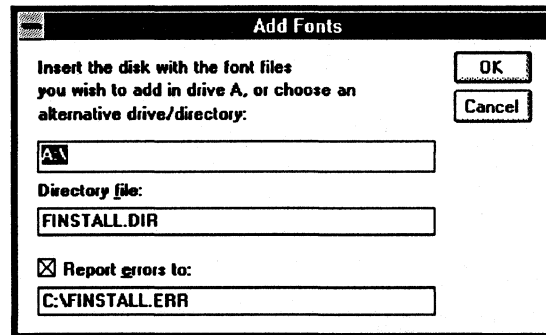 Add Fonts
Insert the disk with the font files
you wish to add in drive A, or choose an
alternative drive/directory:
OK
Cancel
A:\
Directory file:
FINSTALL.DIR
Report errors to:
C:\FINSTALL.ERR